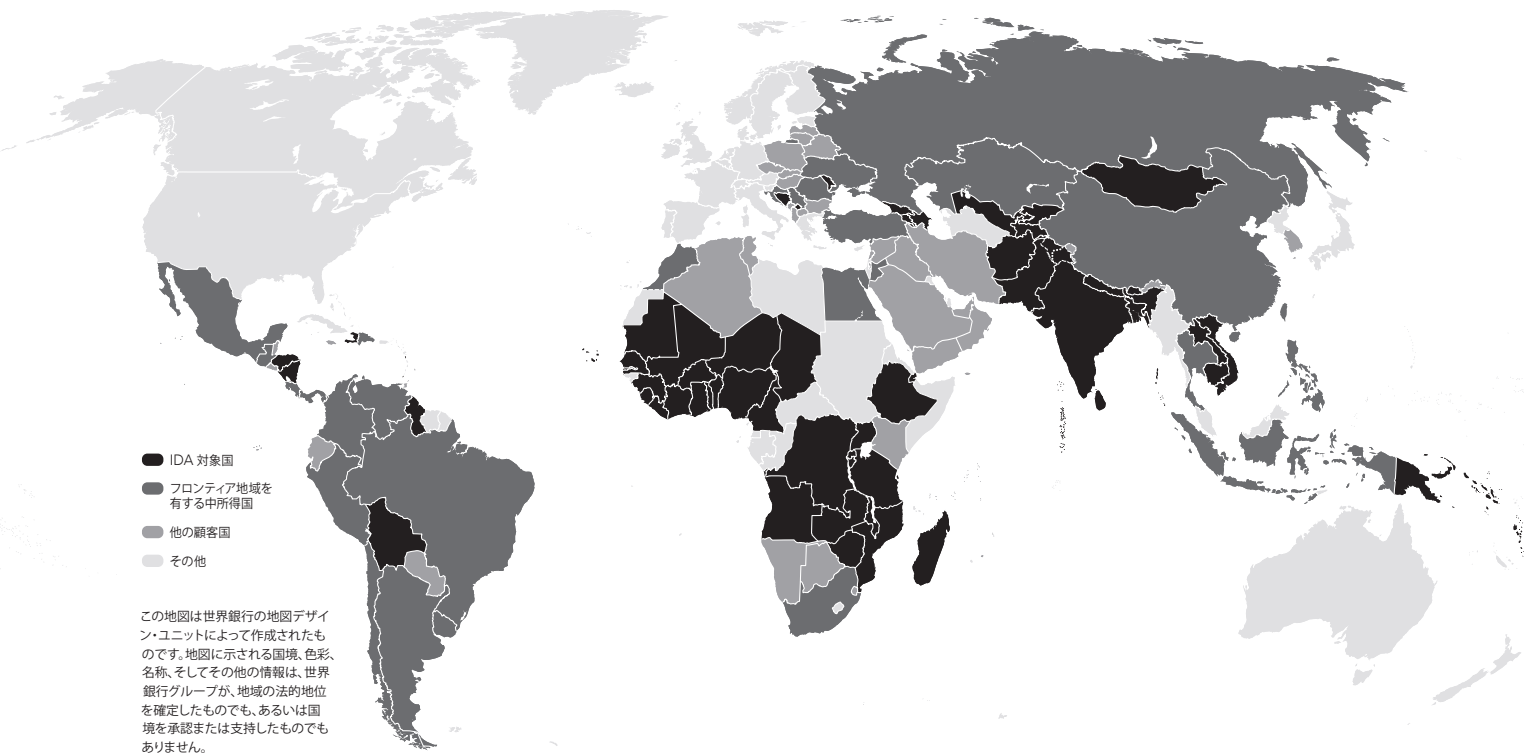 IDA 対象国
フロンティア地域を
有する中所得国
他の顧客国
その他
この地図は世界銀行の地図デザイ
ン・ユニットによって作成されたも
のです。地図に示される国境、色彩、
名称、そしてその他の情報は、世界
銀行グループが、地域の法的地位
を確定したものでも、あるいは国
境を承認または支持したものでも
ありません。